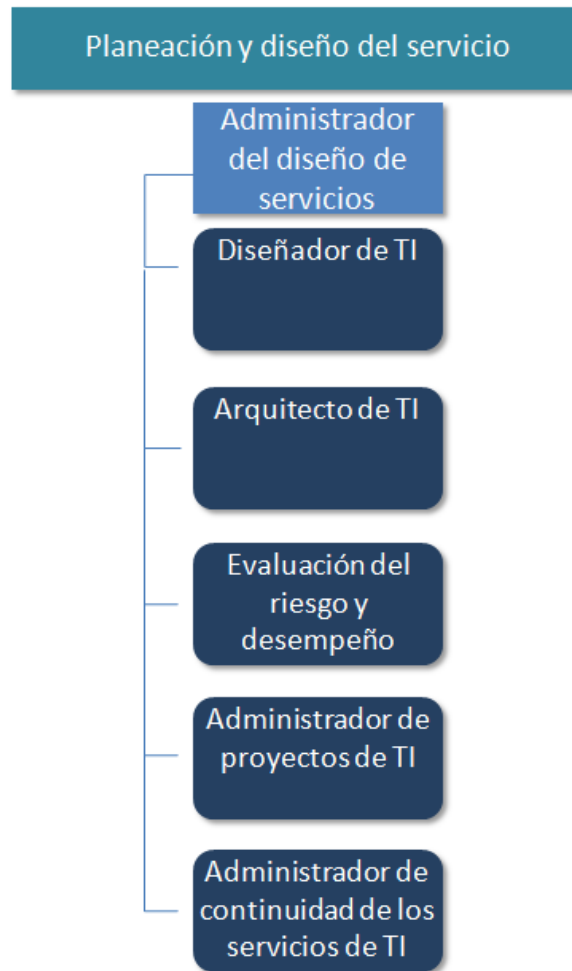 Planeación y diseño del servicio
Administrador
del diseño de
servicios
Diseñador de TI
Arquitecto de TI
Evaluación del
riesgo y
desempeño
Administrador de
proyectos de TI
Administrador de
continuidad de los
servicios de TI